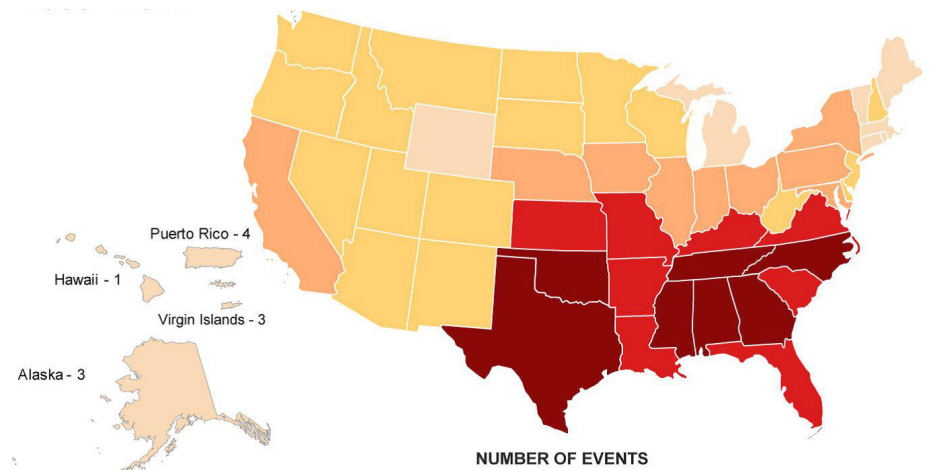 Puerto Rico - 4
Hawaii - 1
Virgin Islands - 3
Alaska - 3
NUMBER OF EVENTS